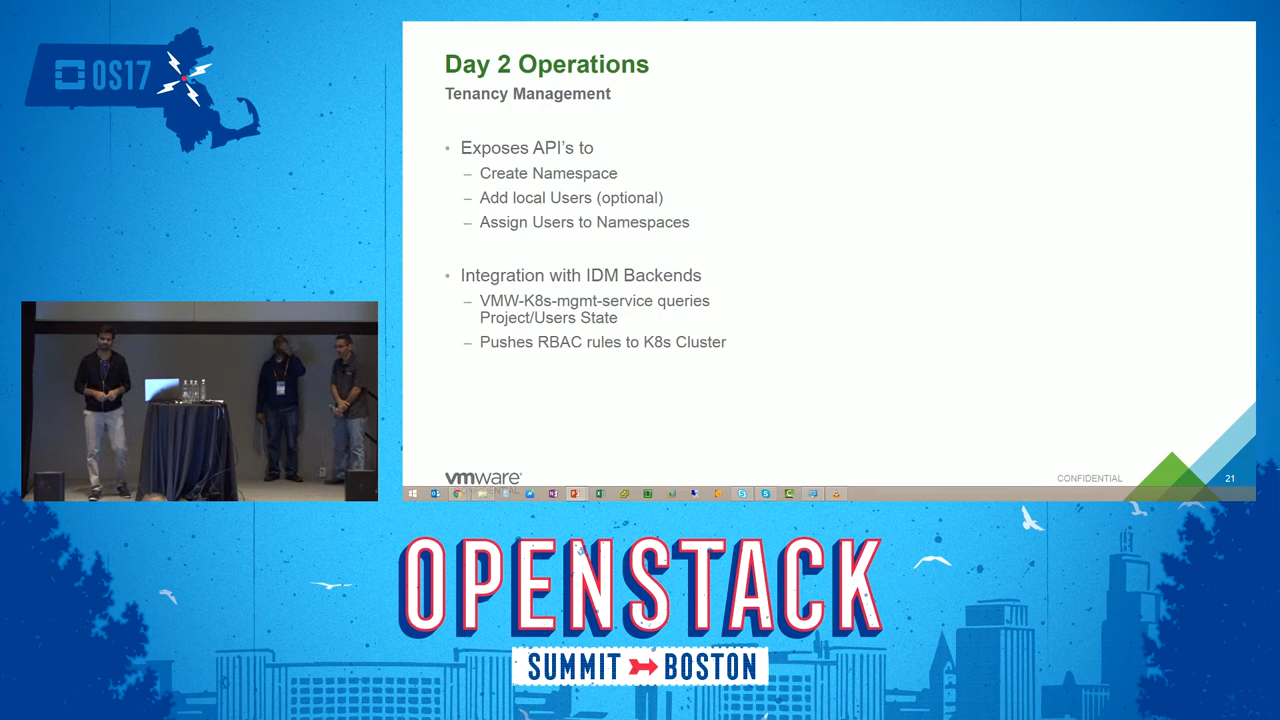 OS17
Day 2 Operations
Tenancy Management
• Exposes API's to
– Create Namespace
– Add local Users (optional)
– Assign Users to Namespaces
• Integration with IDM Backends
– VMW-K8s-mgmt-service queries
Project/Users State
– Pushes RBAC rules to K8s Cluster
vmware®
CONFIDENTIAL
21
OPENSTACK
SUMMIT BOSTON